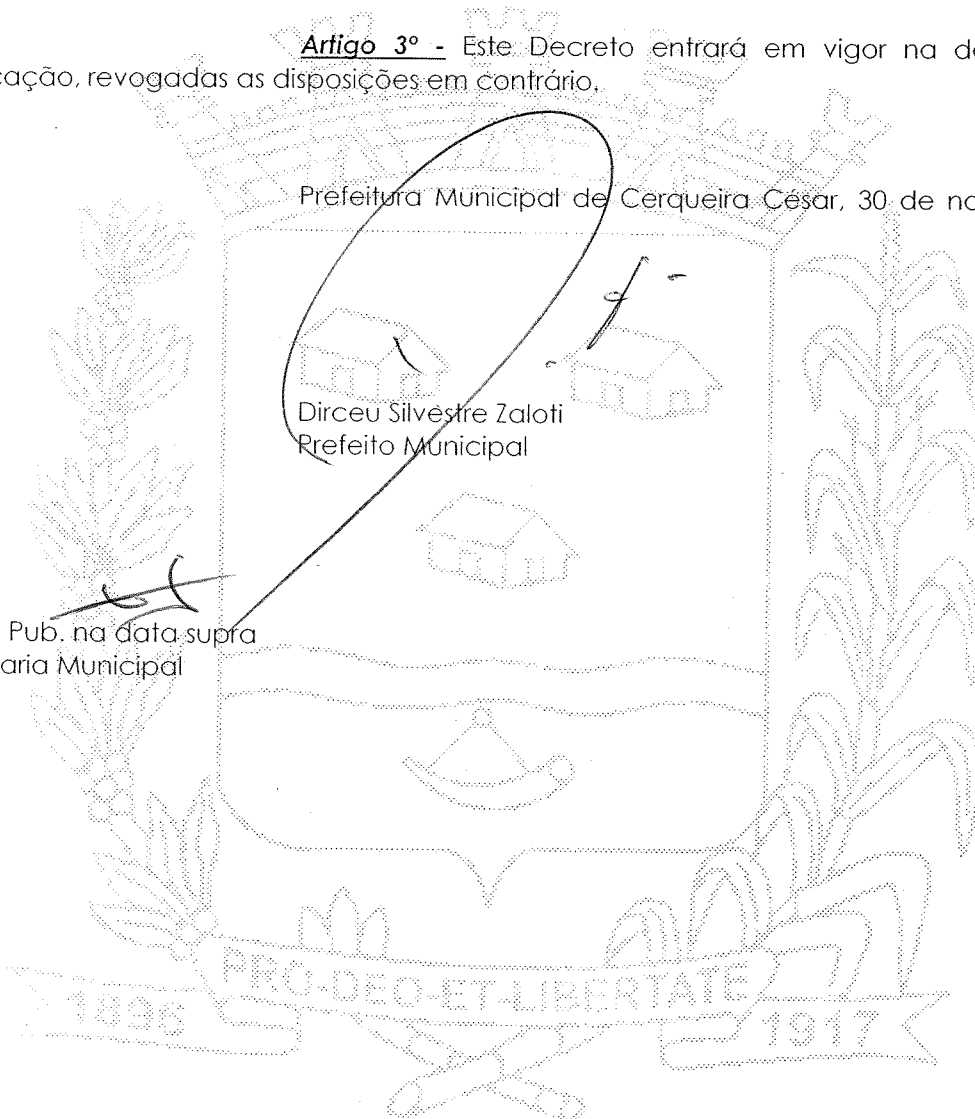 Artigo 3º - Este Decreto entrará em vigor na d
cação, revogadas as disposições em contrário.
Prefeitura Municipal de Cerqueira César, 30 de no
Dirceu Silvestre Zaloti
Prefeito Municipal
Pub. na data supra
aria Municipal
PRO-DEO-ET-LIBERTATE
1896
1917